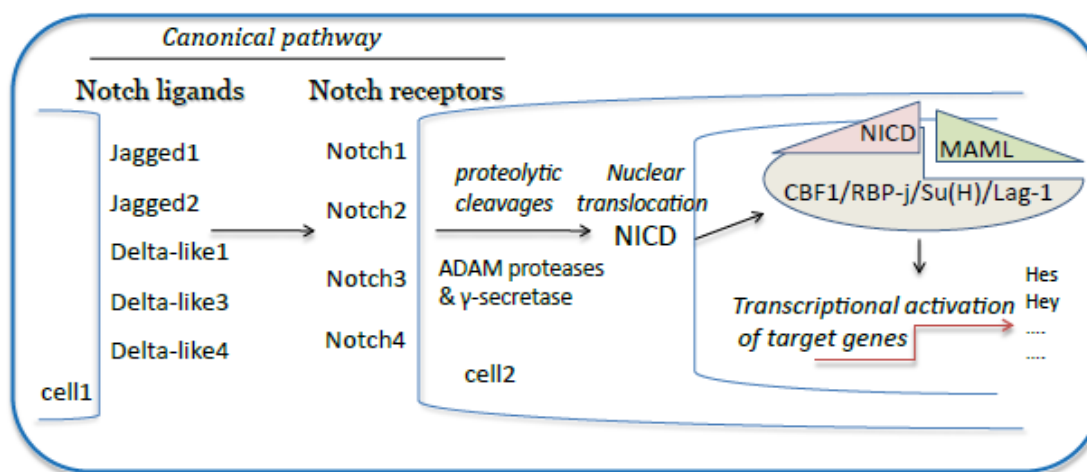 Canonical pathway
Notch ligands
Notch receptors
Jagged1
Jagged2
Delta-like1
Delta-like3
Delta-like4
cell1
Notch1
Notch2
Notch3
Notch4
proteolytic
cleavages
ADAM proteases
& γ-secretase
cell2
Nuclear
translocation
NICD
NICD
MAML
CBF1/RBP-j/Su(H)/Lag-1
Transcriptional activation
of target genes
Hes
Hey
....
....